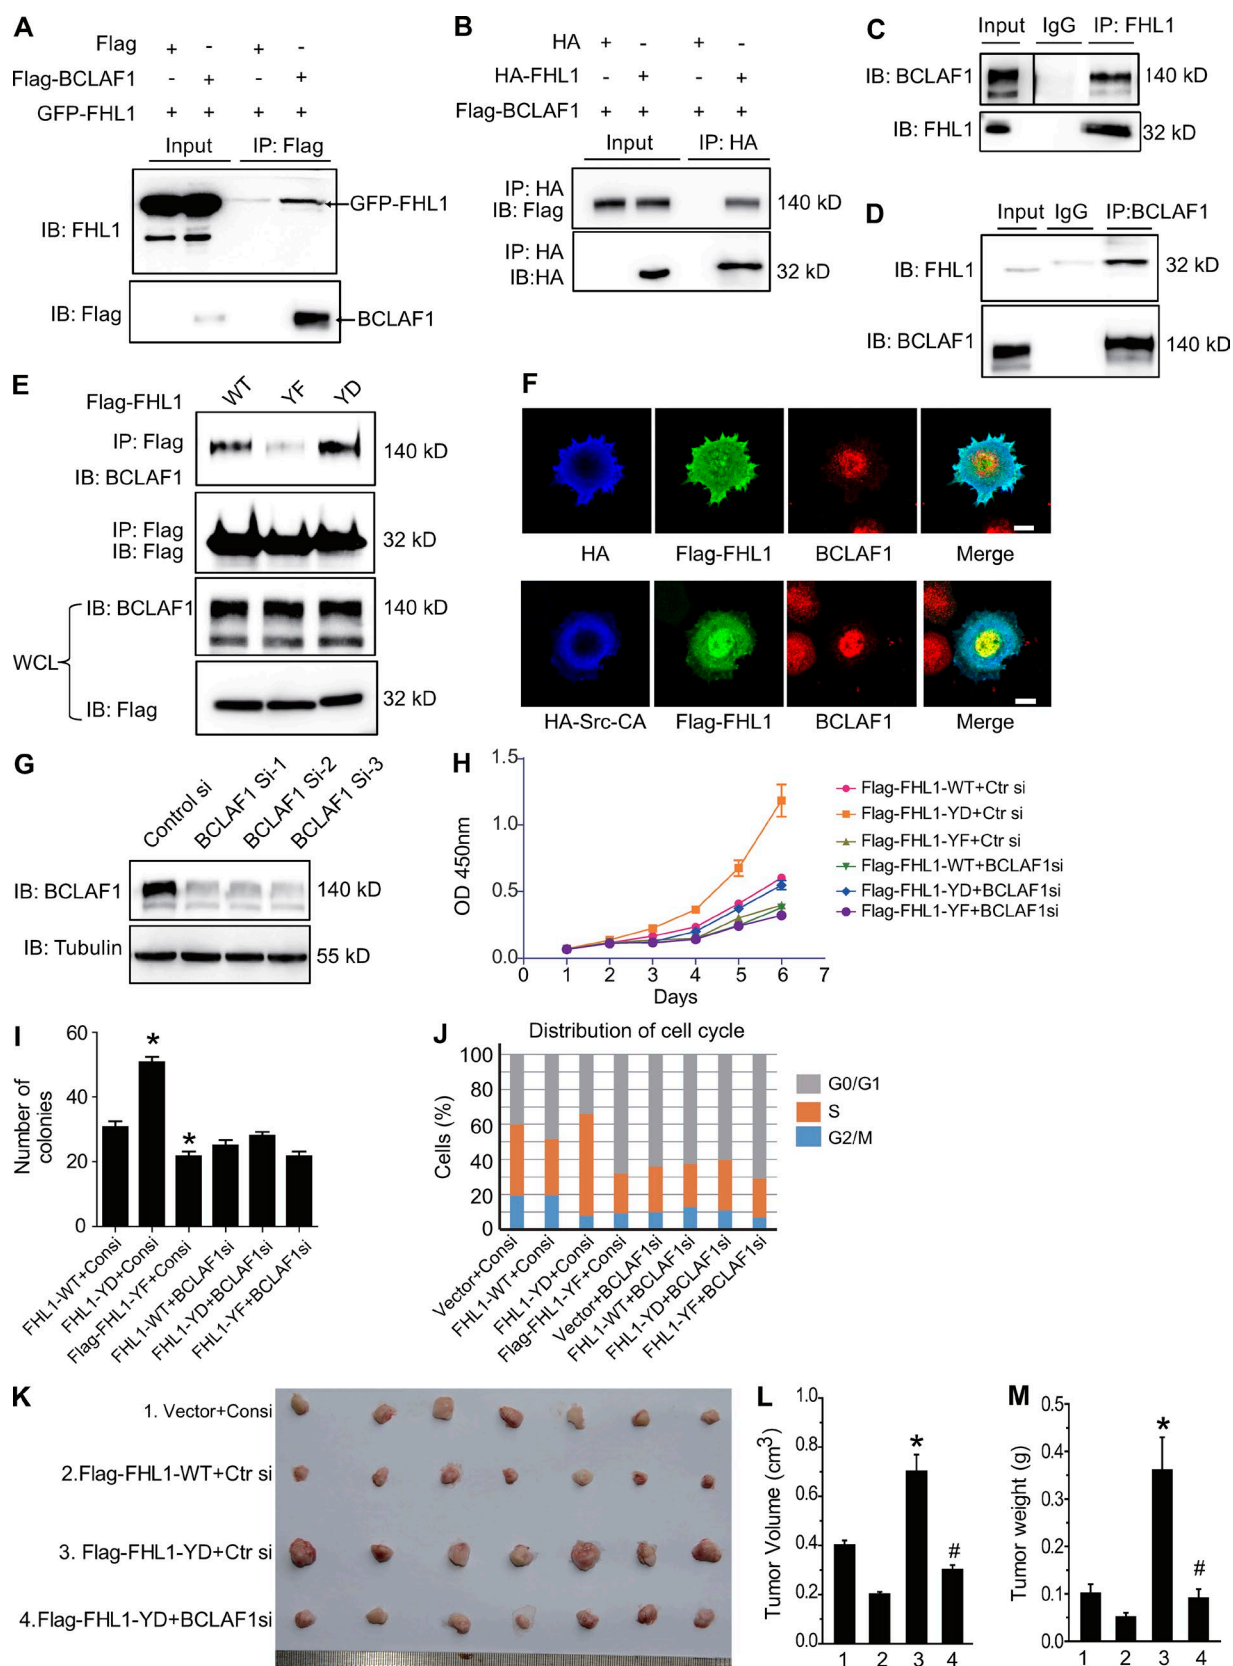 A
Flag + - + -
Flag-BCLAF1 - + - +
GFP-FHL1 + + + +
Input IP: Flag
IB: FHL1
GFP-FHL1
IB: Flag
BCLAF1
B
HA + - + -
HA-FHL1 - + - +
Flag-BCLAF1 + + + +
Input IP: HA
IP: HA
IB: Flag
140 kD
IP: HA
IB:HA
32 kD
C
Input IgG IP: FHL1
IB: BCLAF1 140 kD
IB: FHL1 32 kD
D
Input IgG IP:BCLAF1
IB: FHL1 32 kD
IB: BCLAF1 140 kD
E
Flag-FHL1 WT YF YD
IP: Flag
IB: BCLAF1
140 kD
IP: Flag
IB: Flag
32 kD
WCL
IB: BCLAF1 140 kD
IB: Flag 32 kD
F
HA Flag-FHL1 BCLAF1 Merge
HA-Src-CA Flag-FHL1 BCLAF1 Merge
G
Control si BCLAF1 Si-1 BCLAF1 Si-2 BCLAF1 Si-3
IB: BCLAF1 140 kD
IB: Tubulin 55 kD
H
OD 450nm
1.5
1.0
0.5
0.0
0 1 2 3 4 5 6 7
Days
Flag-FHL1-WT+Ctr si
Flag-FHL1-YD+Ctr si
Flag-FHL1-YF+Ctr si
Flag-FHL1-WT+BCLAF1si
Flag-FHL1-YD+BCLAF1si
Flag-FHL1-YF+BCLAF1si
I
Number of
colonies
60
40
20
0
*
*
FHL1-WT+Consi
FHL1-YD+Consi
Flag-FHL1-YF+Consi
FHL1-WT+BCLAF1si
FHL1-YD+BCLAF1si
FHL1-YF+BCLAF1si
J
Distribution of cell cycle
Cells (%)
100
80
60
40
20
0
G0/G1
S
G2/M
Vector+Consi
FHL1-WT+Consi
FHL1-YD+Consi
Flag-FHL1-YF+Consi
Vector+BCLAF1si
FHL1-WT+BCLAF1si
FHL1-YD+BCLAF1si
FHL1-YF+BCLAF1si
K
1. Vector+Consi
2.Flag-FHL1-WT+Ctr si
3. Flag-FHL1-YD+Ctr si
4.Flag-FHL1-YD+BCLAF1si
L
Tumor Volume (cm3)
1.0
0.8
0.6
0.4
0.2
0.0
*
#
1 2 3 4
M
Tumor weight (g)
0.5
0.4
0.3
0.2
0.1
0.0
*
#
1 2 3 4